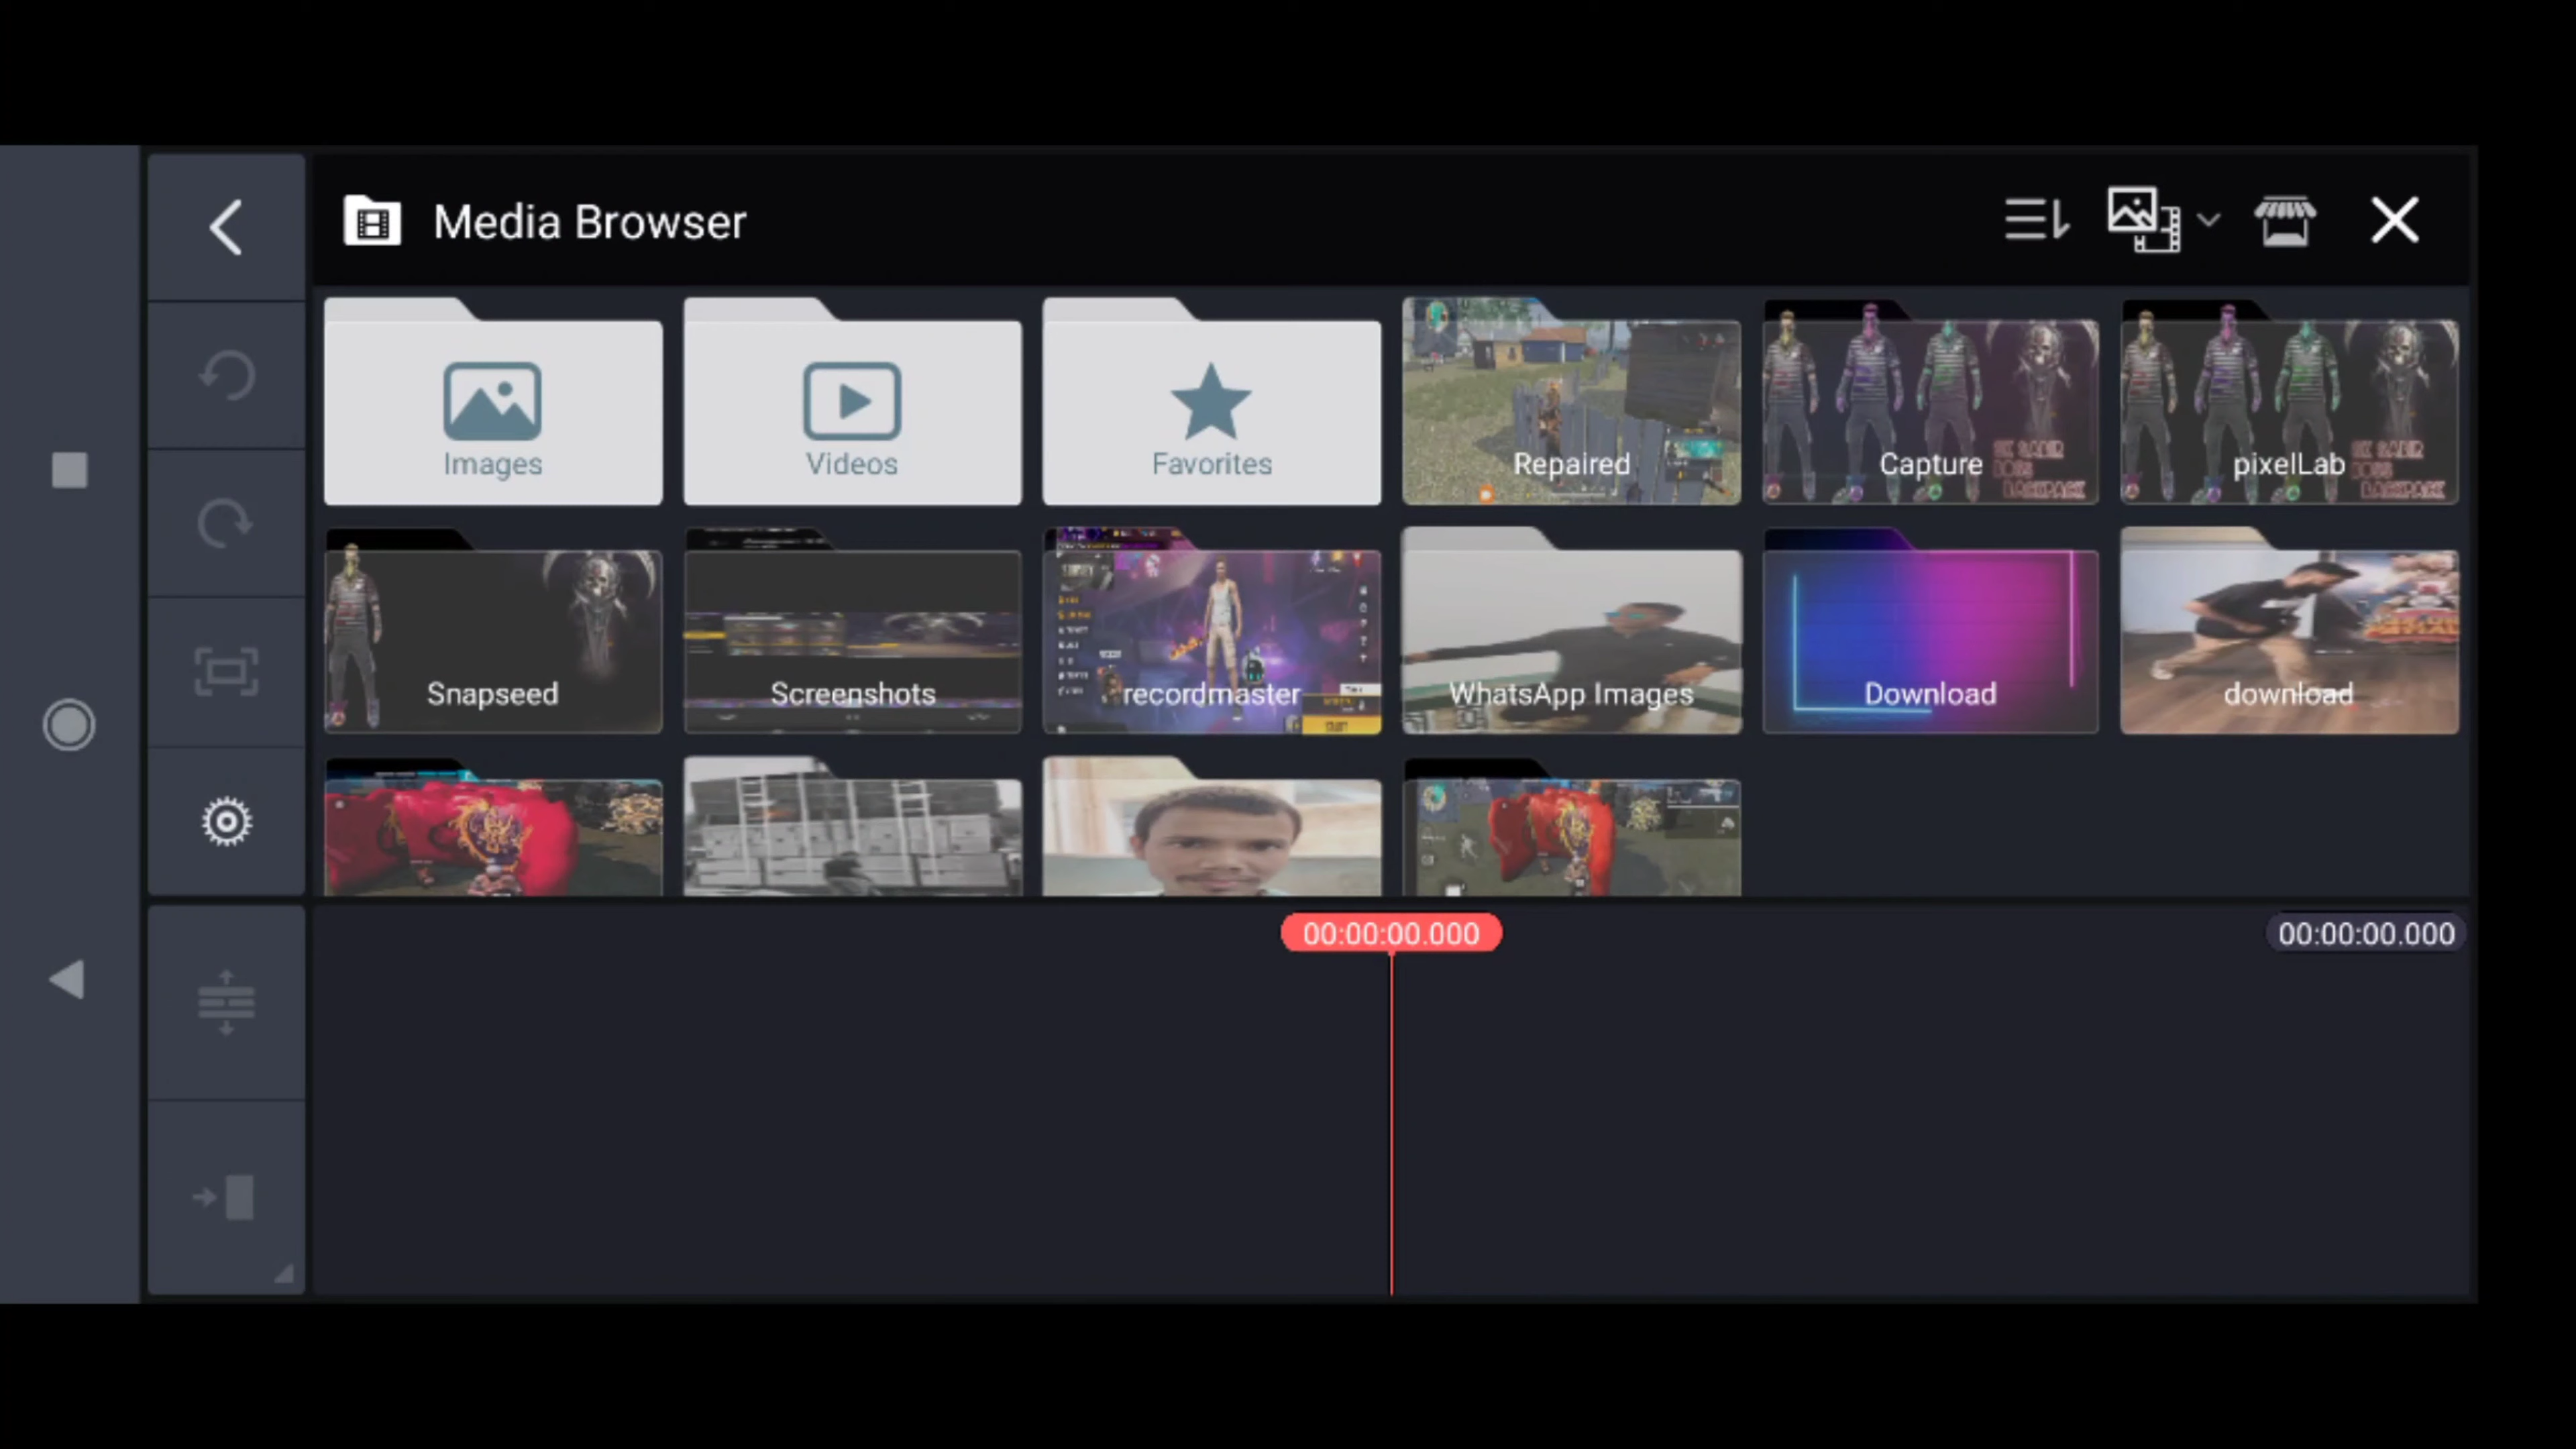 Media Browser
Images
Videos
Favorites
Repaired
Capture
pixelLab
Snapseed
Screenshots
recordmaster
WhatsApp Images
Download
download
00:00:00.000
00:00:00.000